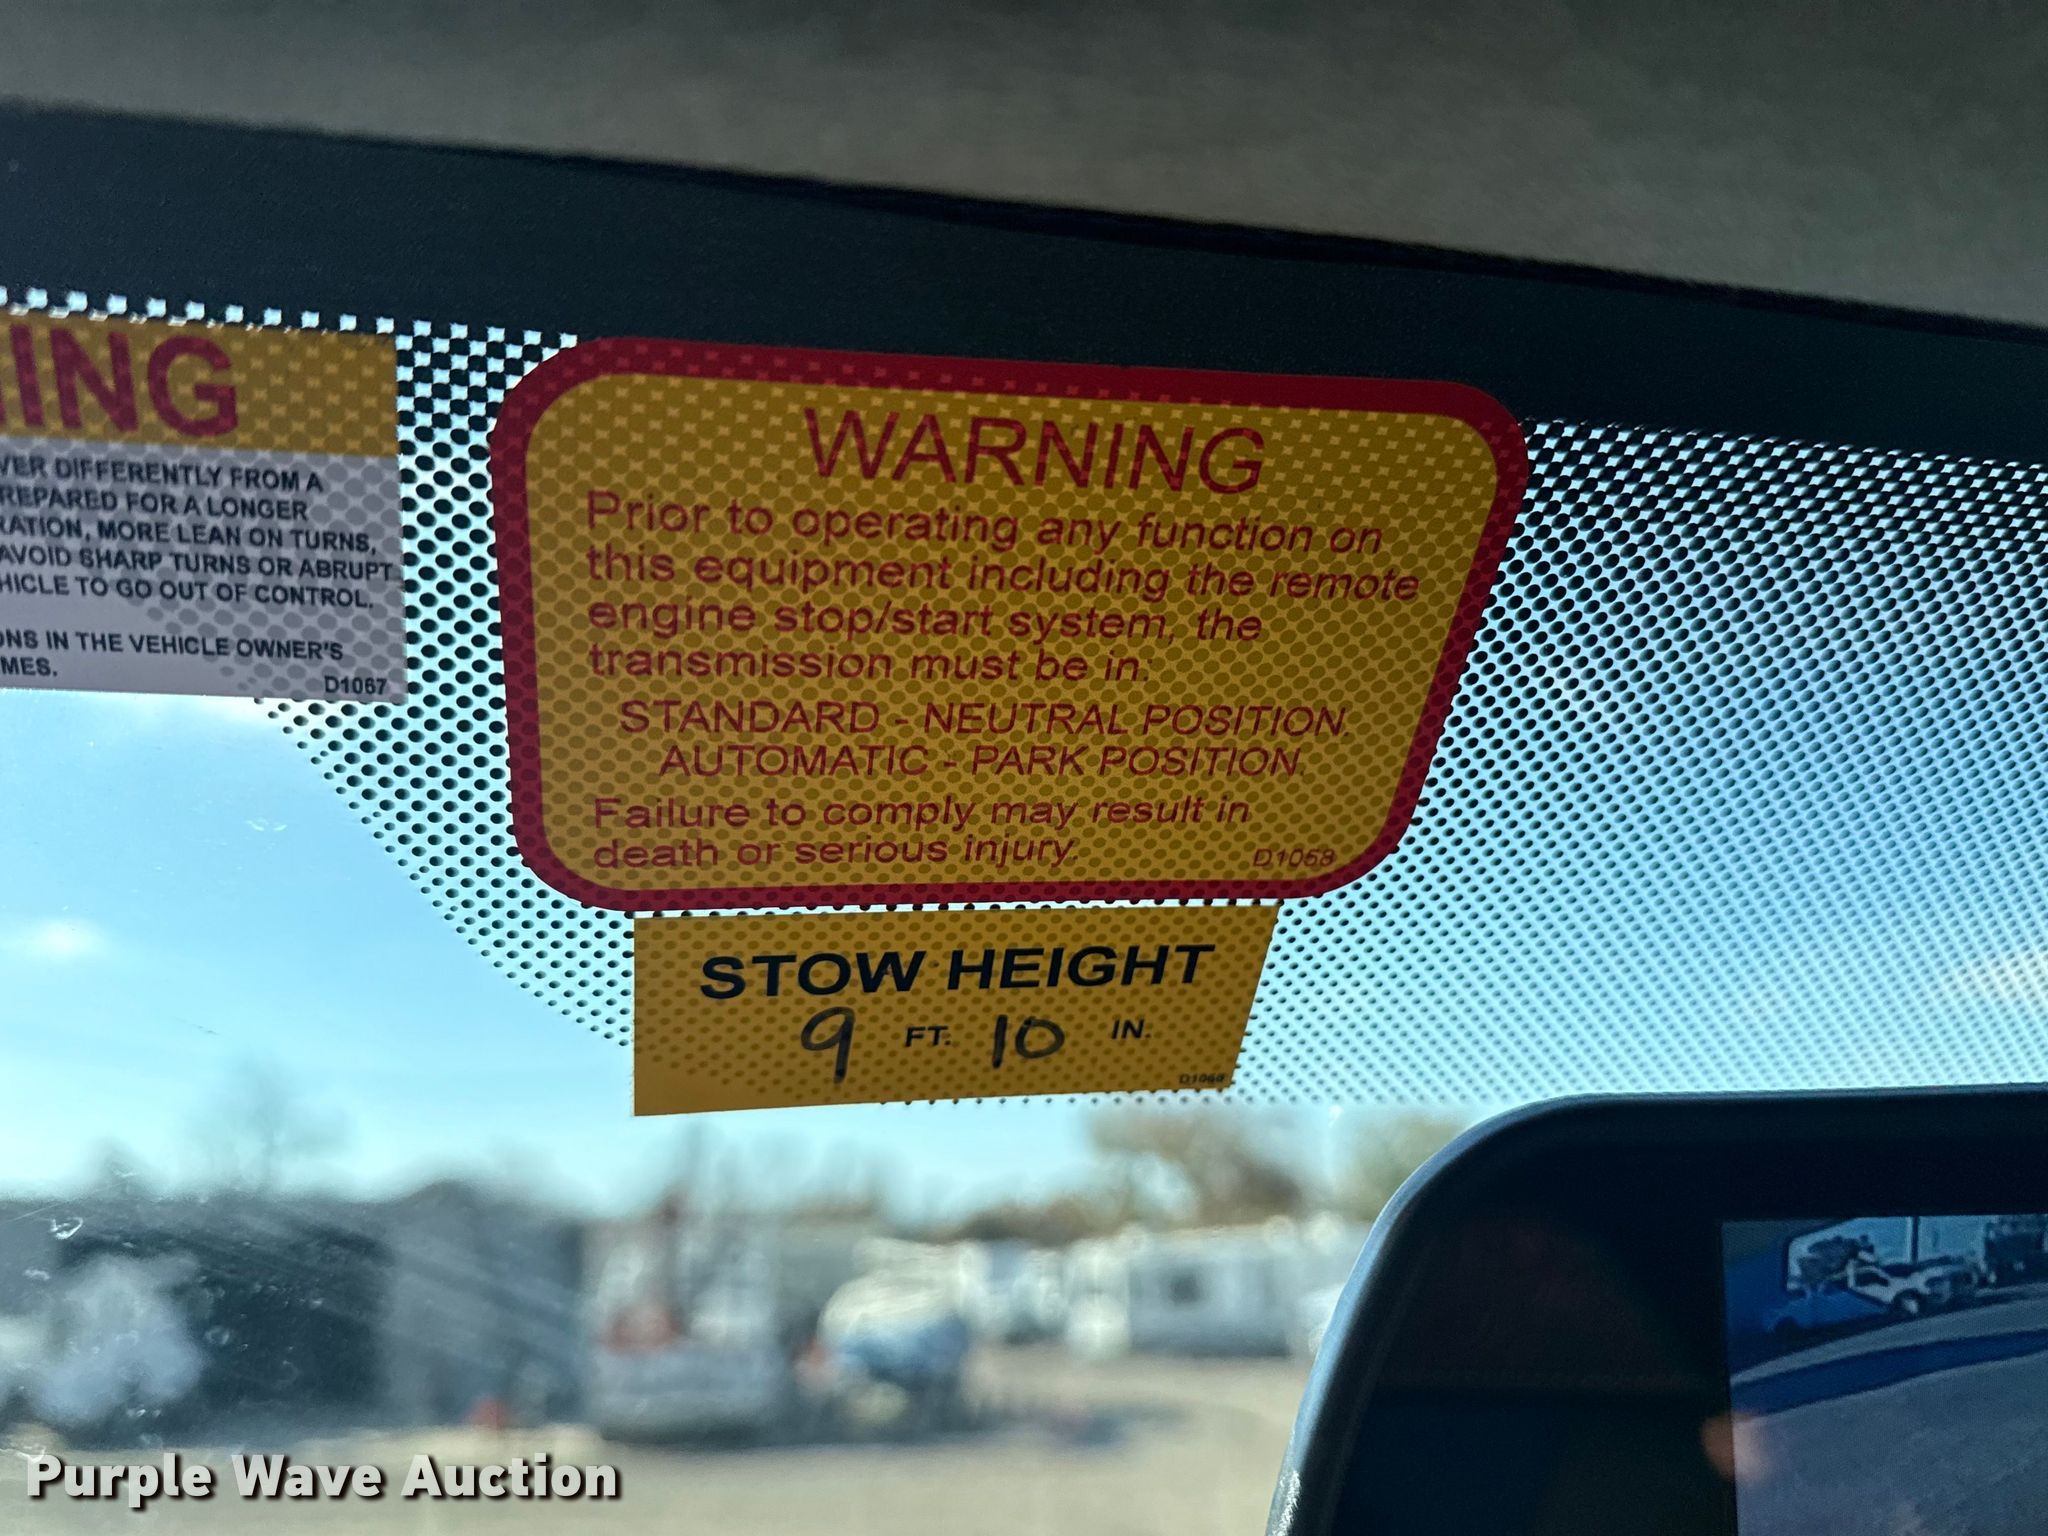 ING
VER DIFFERENTLY FROM A
REPARED FOR A LONGER
RATION, MORE LEAN ON TURNS,
AVOID SHARP TURNS OR ABRUPT
HICLE TO GO OUT OF CONTROL.
ONS IN THE VEHICLE OWNER'S
MES.
D1067
WARNING
Prior to operating any function on
this equipment including the remote
engine stop/start system, the
transmission must be in:
STANDARD - NEUTRAL POSITION.
AUTOMATIC - PARK POSITION.
Failure to comply may result in
death or serious injury.
D1058
STOW HEIGHT
9 FT. 10 IN.
D1060
Purple Wave Auction